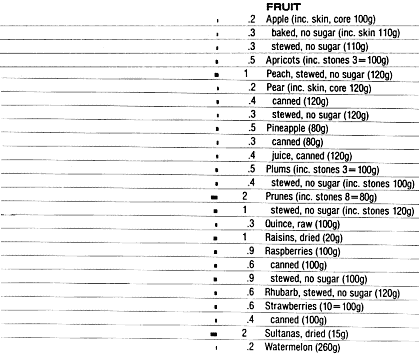 FRUIT
.2 Apple (inc. skin, core 100g)
.3 baked, no sugar (inc. skin 110g)
.3 stewed, no sugar (110g)
.5 Apricots (inc. stones 3=100g)
1 Peach, stewed, no sugar (120g)
.2 Pear (inc. skin, core 120g)
.4 canned (120g)
.3 stewed, no sugar (120g)
.5 Pineapple (80g)
.3 canned (80g)
.4 juice, canned (120g)
.5 Plums (inc. stones 3=100g)
.4 stewed, no sugar (inc. stones 100g)
2 Prunes (inc. stones 8=80g)
1 stewed, no sugar (inc. stones 120g)
.3 Quince, raw (100g)
1 Raisins, dried (20g)
.9 Raspberries (100g)
.6 canned (100g)
.9 stewed, no sugar (100g)
.6 Rhubarb, stewed, no sugar (120g)
.6 Strawberries (10=100g)
.4 canned (100g)
2 Sultanas, dried (15g)
.2 Watermelon (260g)